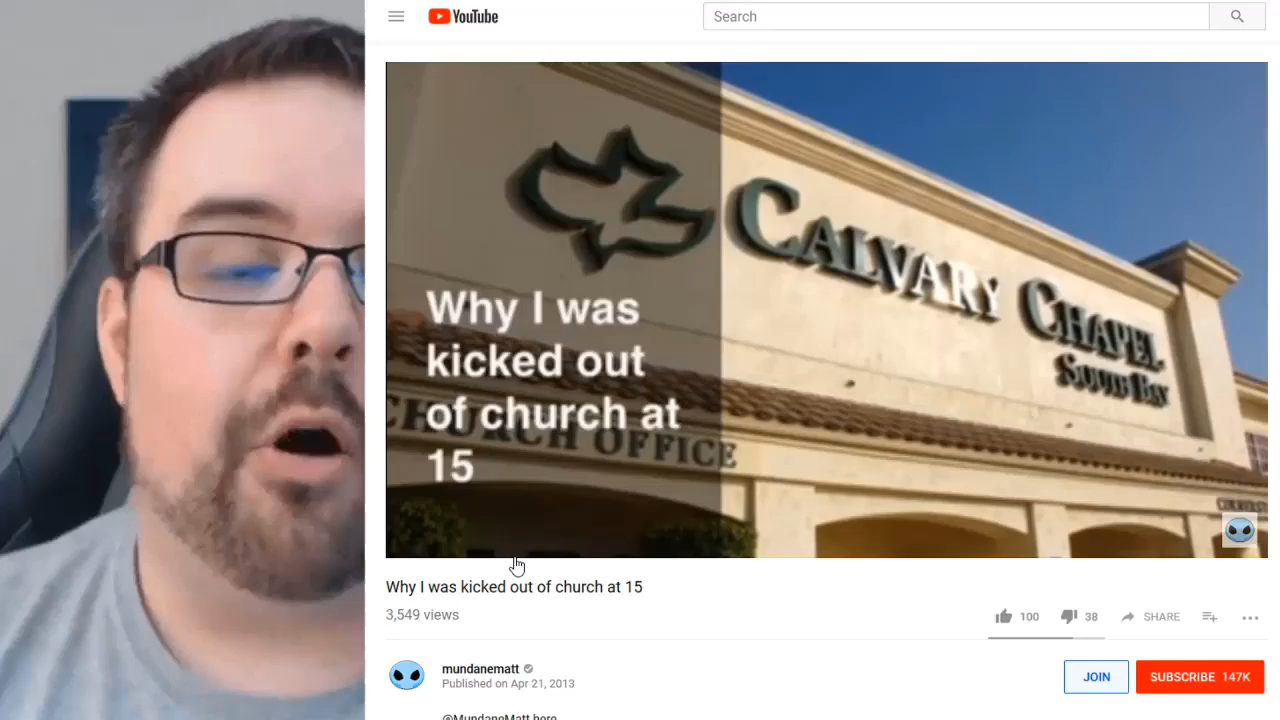 YouTube
Search
CALVARY CHAPEL
SOUTH BAY
Why I was
kicked out
of church at
15
CHURCH OFFICE
Why I was kicked out of church at 15
3,549 views
100
38
SHARE
mundanematt
Published on Apr 21, 2013
JOIN
SUBSCRIBE 147K
@MundaneMatt here